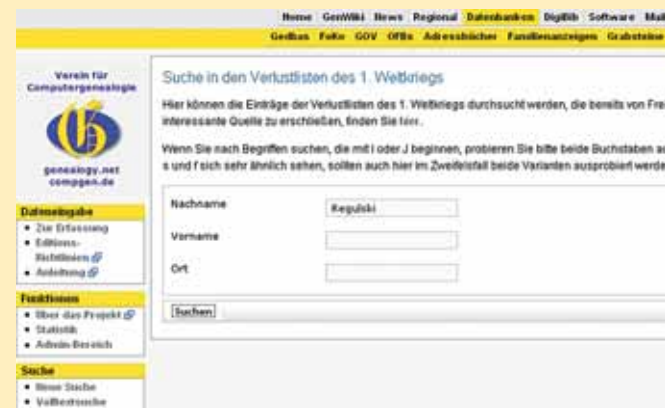 Home GenWiki News Regional Datenbanken DigiBib Software Mail
Gedbas FoKo GOV OFBs Adressbücher Familienanzeigen Grabsteine
Verein für
Computergenealogie
genealogy.net
compgen.de
Dateneingabe
Zur Erfassung
Editions-
Richtlinien
Anleitung
Funktionen
Über das Projekt
Statistik
Admin-Bereich
Suche
Neue Suche
Volltextsuche
Suche in den Verlustlisten des 1. Weltkriegs
Hier können die Einträge der Verlustlisten des 1. Weltkriegs durchsucht werden, die bereits von Fre
interessante Quelle zu erschließen, finden Sie hier.
Wenn Sie nach Begriffen suchen, die mit I oder J beginnen, probieren Sie bitte beide Buchstaben au
s und f sich sehr ähnlich sehen, sollten auch hier im Zweifelsfall beide Varianten ausprobiert werde
Nachname Regulski
Vorname
Ort
Suchen